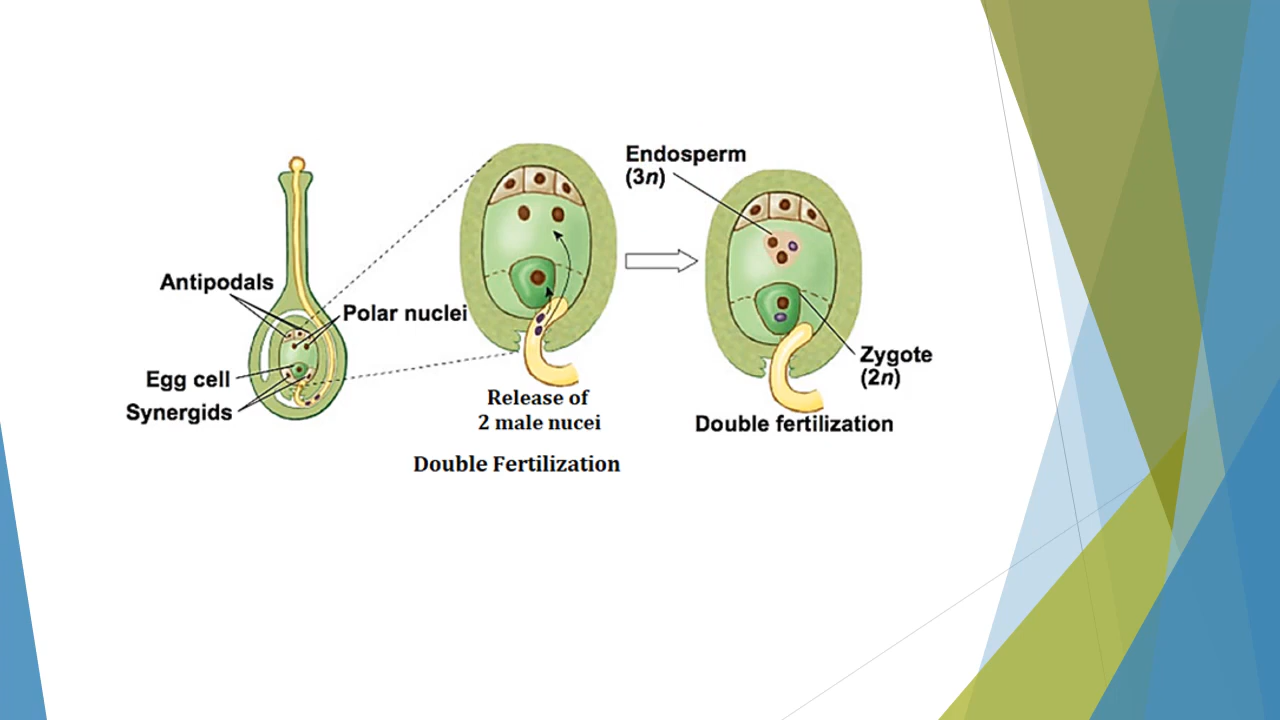 Antipodals
Polar nuclei
Egg cell
Synergids
Release of
2 male nucei
Double Fertilization
Endosperm
(3n)
Zygote
(2n)
Double fertilization